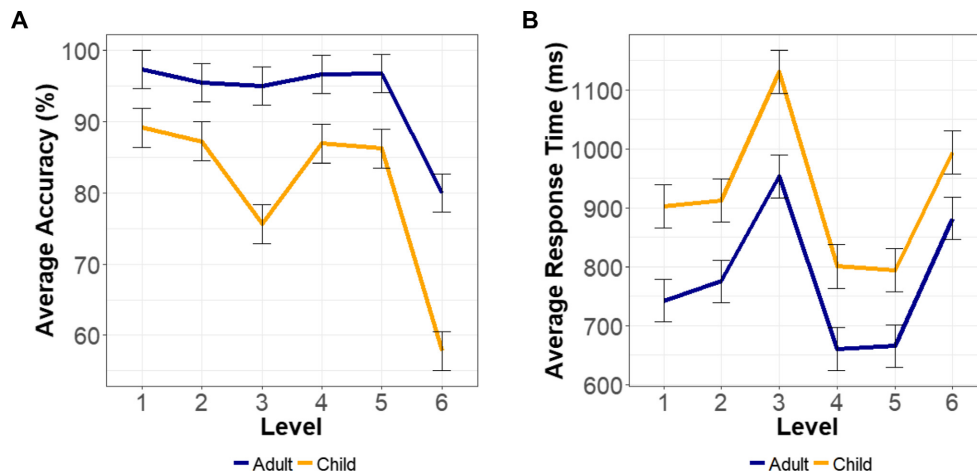 A
Average Accuracy (%)
100
90
80
70
60
1 2 3 4 5 6
Level
Adult Child
B
Average Response Time (ms)
1100
1000
900
800
700
600
1 2 3 4 5 6
Level
Adult Child